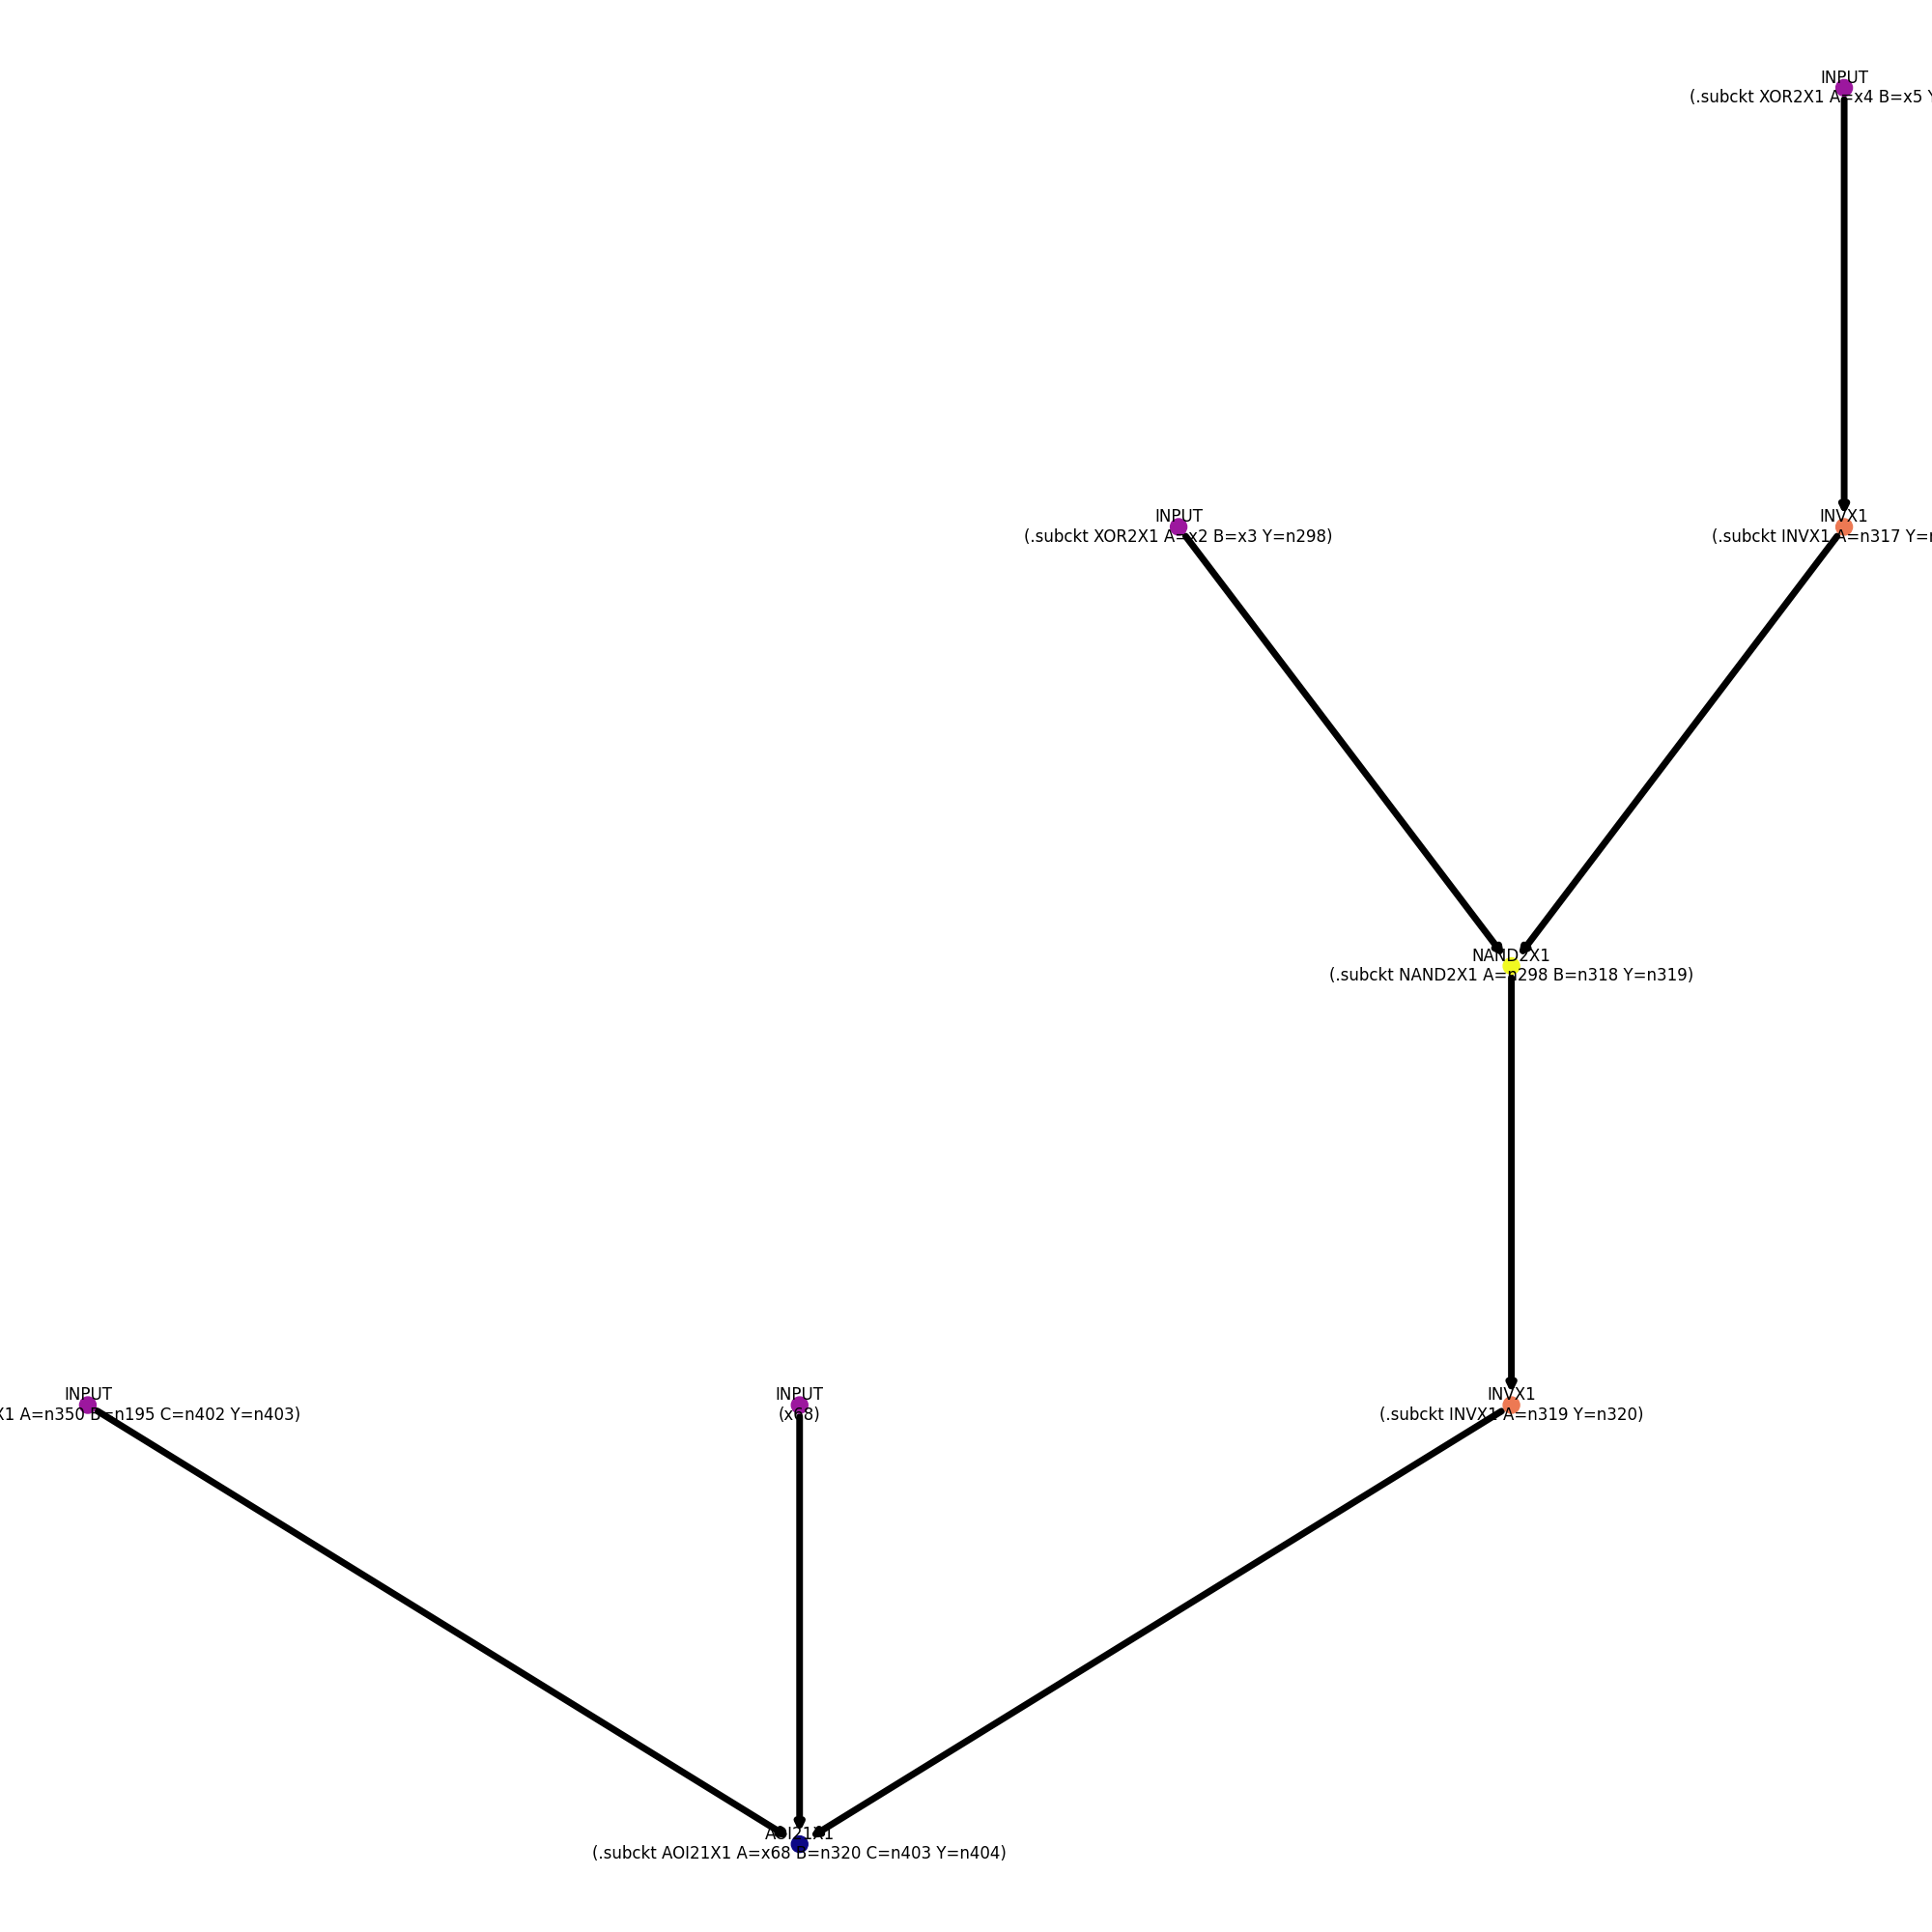 INPUT
(.subckt XOR2X1 A=x4 B=x5
INPUT
(.subckt XOR2X1 A=x2 B=x3 Y=n298)
INVX1
(.subckt INVX1 A=n317
NAND2X1
(.subckt NAND2X1 A=n298 B=n318 Y=n319)
INPUT
A=n350 B=n195 C=n402 Y=n403)
INPUT
(x68)
INVX1
(.subckt INVX1 A=n319 Y=n320)
AOI21X1
(.subckt AOI21X1 A=x68 B=n320 C=n403 Y=n404)